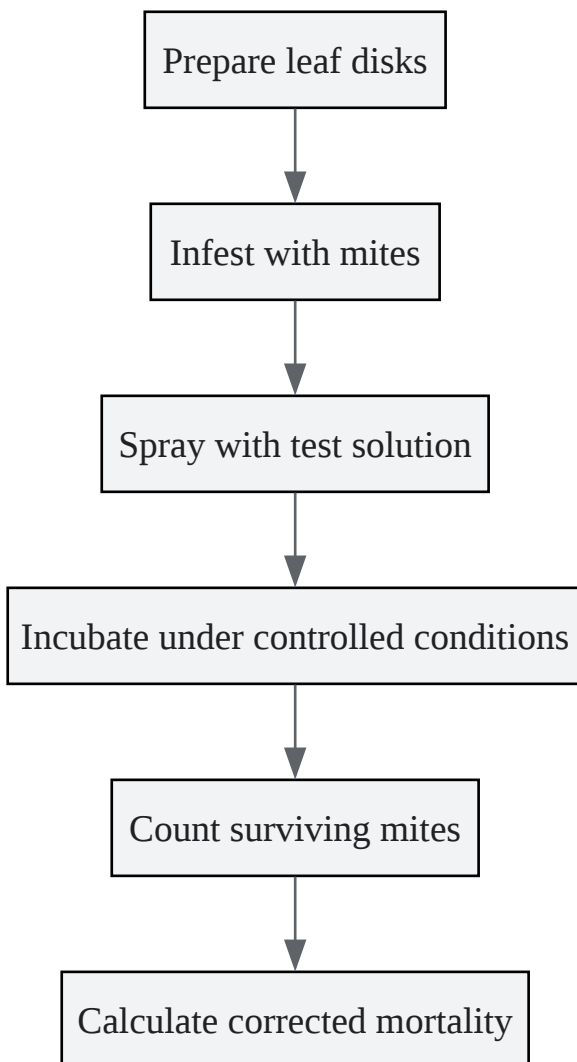 Prepare leaf disks
Infest with mites
Spray with test solution
Incubate under controlled conditions
Count surviving mites
Calculate corrected mortality